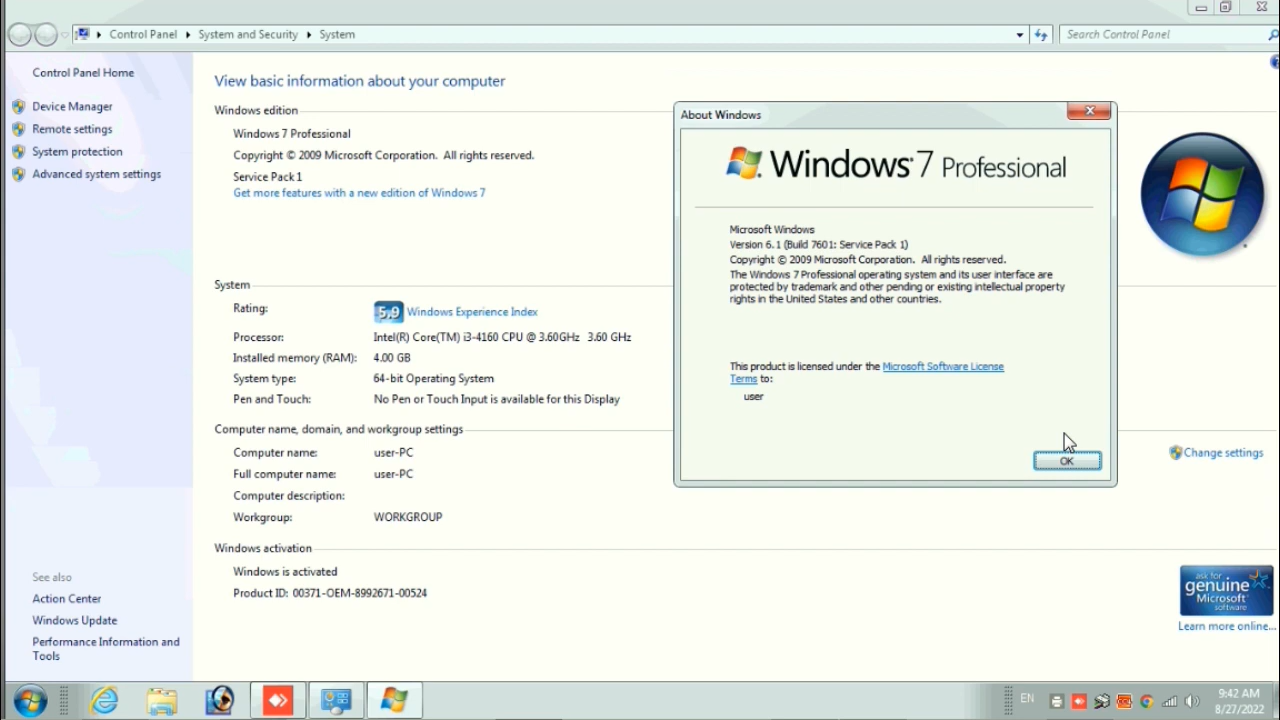 Control Panel
System and Security
System
Search Control Panel
Control Panel Home
Device Manager
Remote settings
System protection
Advanced system settings
See also
Action Center
Windows Update
Performance Information and
Tools
View basic information about your computer
Windows edition
Windows 7 Professional
Copyright © 2009 Microsoft Corporation. All rights reserved.
Service Pack 1
Get more features with a new edition of Windows 7
System
Rating:
5.9 Windows Experience Index
Processor: Intel(R) Core(TM) i3-4160 CPU @ 3.60GHz 3.60 GHz
Installed memory (RAM): 4.00 GB
System type: 64-bit Operating System
Pen and Touch: No Pen or Touch Input is available for this Display
Computer name, domain, and workgroup settings
Computer name: user-PC
Full computer name: user-PC
Computer description:
Workgroup: WORKGROUP
Change settings
Windows activation
Windows is activated
Product ID: 00371-OEM-8992671-00524
ask for
genuine
Microsoft
software
Learn more online...
About Windows
Windows 7 Professional
Microsoft Windows
Version 6.1 (Build 7601: Service Pack 1)
Copyright © 2009 Microsoft Corporation. All rights reserved.
The Windows 7 Professional operating system and its user interface are
protected by trademark and other pending or existing intellectual property
rights in the United States and other countries.
This product is licensed under the Microsoft Software License
Terms to:
user
OK
EN
9:42 AM
8/27/2022